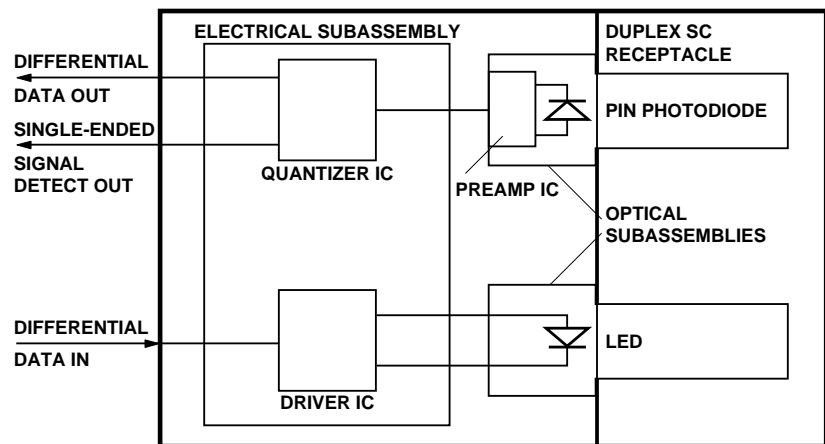 ELECTRICAL SUBASSEMBLY
DUPLEX SC
RECEPTACLE
DIFFERENTIAL
DATA OUT
SINGLE-ENDED
SIGNAL
DETECT OUT
QUANTIZER IC
PREAMP IC
PIN PHOTODIODE
OPTICAL
SUBASSEMBLIES
DIFFERENTIAL
DATA IN
DRIVER IC
LED